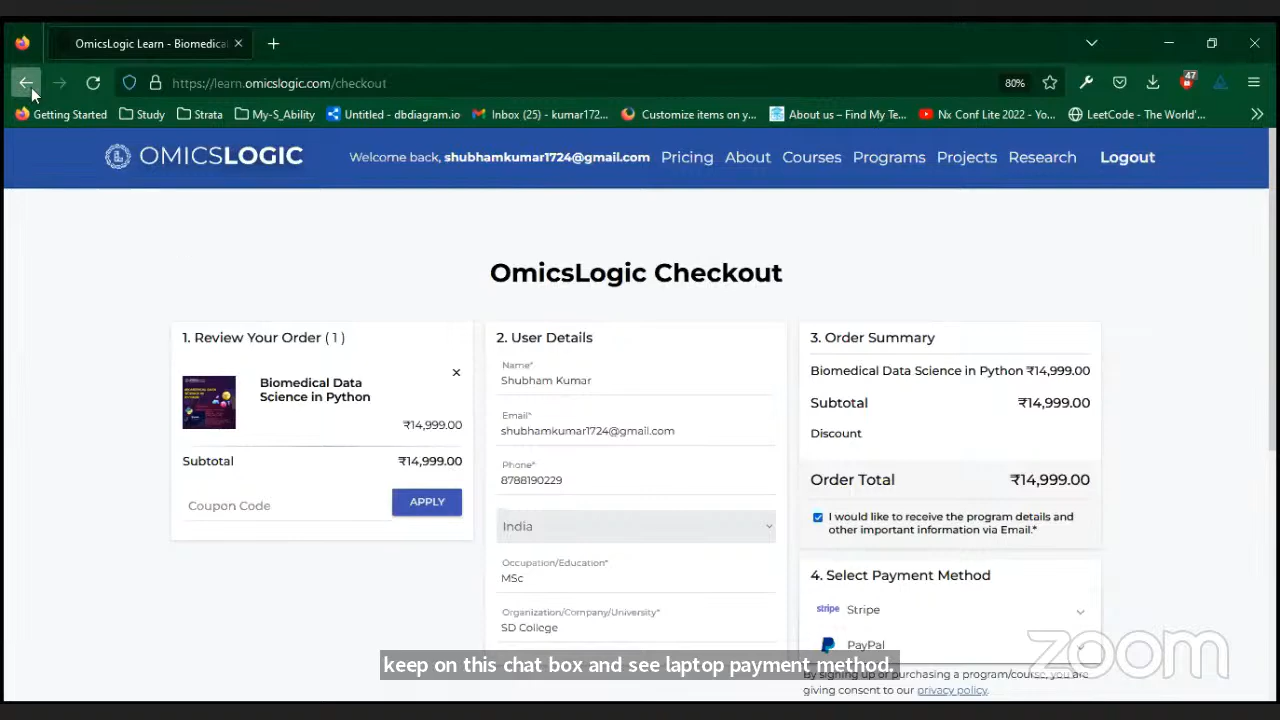 OmicsLogic Learn - Biomedical
https://learn.omicslogic.com/checkout
80%
47
Getting Started
Study
Strata
My-S_Ability
Untitled - dbdiagram.io
Inbox (25) - kumar172...
Customize items on y...
About us – Find My Te...
Nx Conf Lite 2022 - Yo...
LeetCode - The World'...
OMICSLOGIC
Welcome back, shubhamkumar1724@gmail.com
Pricing
About
Courses
Programs
Projects
Research
Logout
OmicsLogic Checkout
1. Review Your Order ( 1 )
Biomedical Data
Science in Python
₹14,999.00
Subtotal ₹14,999.00
Coupon Code
APPLY
2. User Details
Name*
Shubham Kumar
Email*
shubhamkumar1724@gmail.com
Phone*
8788190229
India
Occupation/Education*
MSc
Organization/Company/University*
SD College
3. Order Summary
Biomedical Data Science in Python ₹14,999.00
Subtotal ₹14,999.00
Discount
Order Total ₹14,999.00
I would like to receive the program details and
other important information via Email.*
4. Select Payment Method
stripe Stripe
PayPal
By signing up or purchasing a program/course, you are
giving consent to our privacy policy.
keep on this chat box and see laptop payment method.
zoom